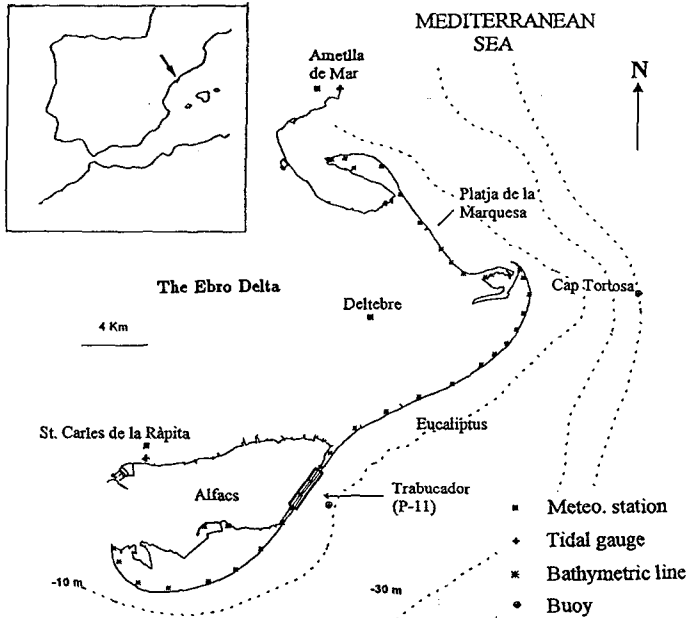 MEDITERRANEAN
SEA
Ametlla
de Mar
N
Platja de la
Marquesa
The Ebro Delta
Cap Tortosa
Deltebre
4 Km
Eucaliptus
St. Carles de la Ràpita
Alfacs
Trabucador
(P-11)
Meteo. station
Tidal gauge
Bathymetric line
Buoy
-10 m
-30 m